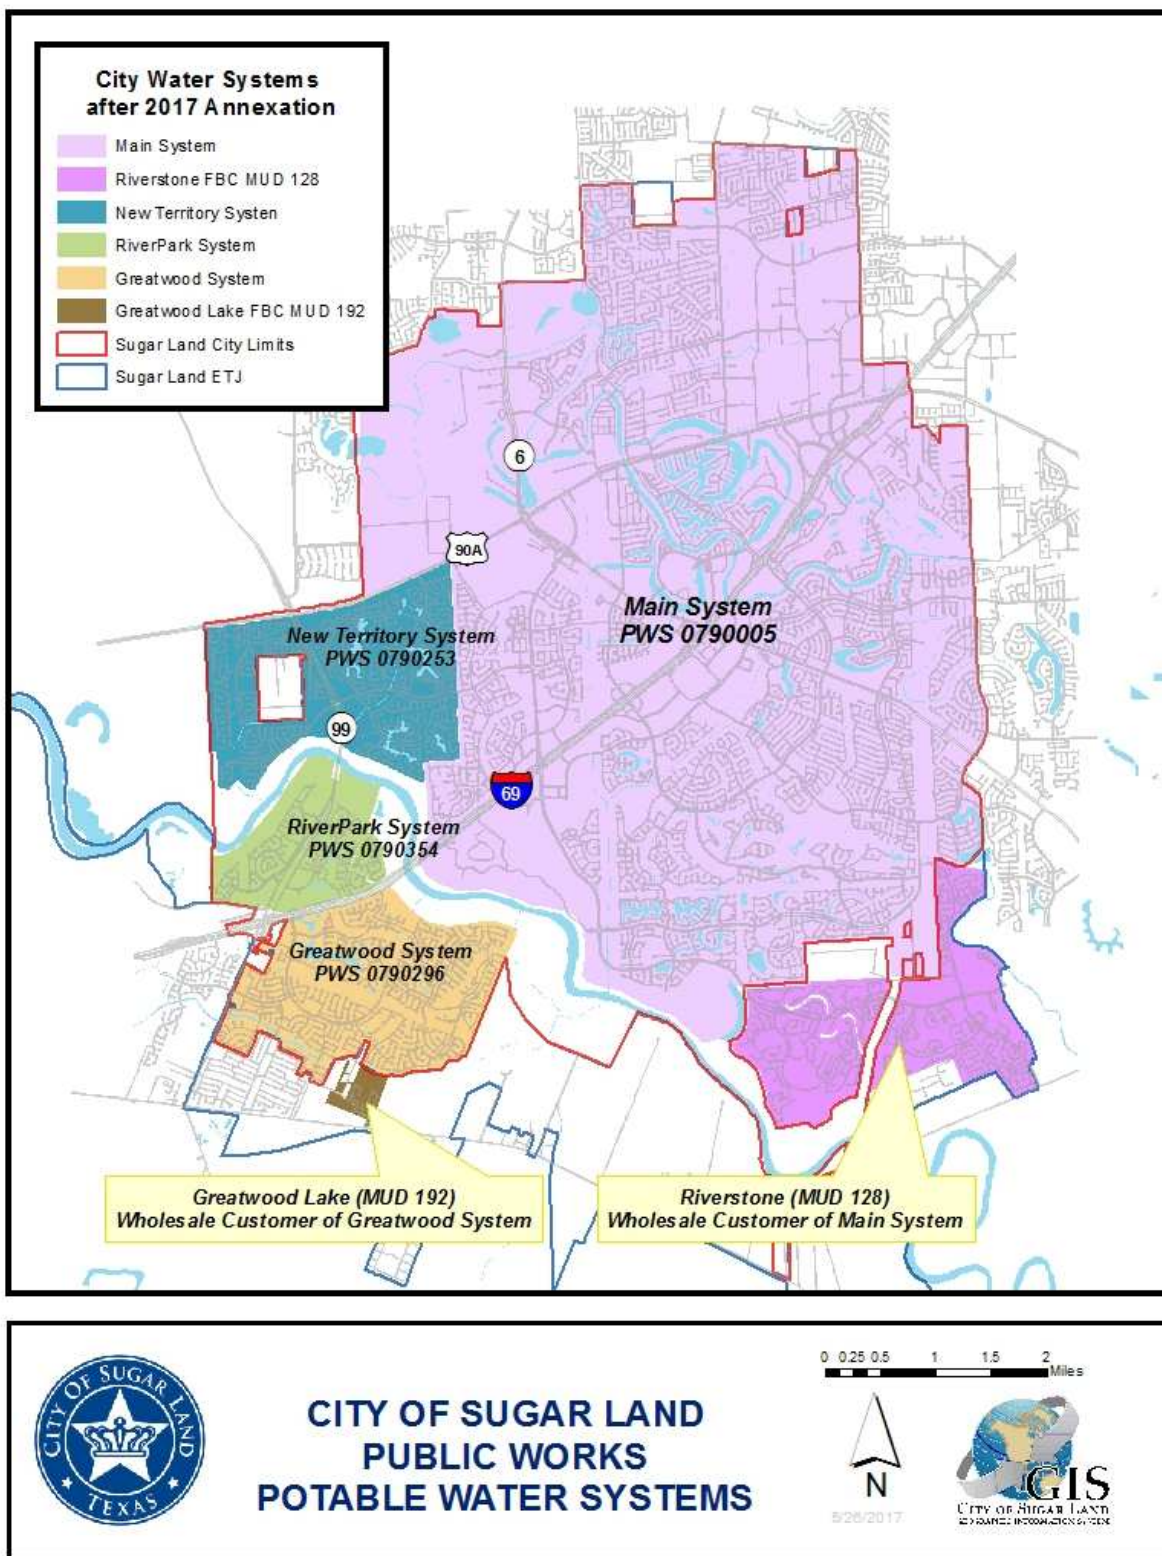 City Water Systems
after 2017 Annexation
Main System
Riverstone FBC MUD 128
New Territory Systen
RiverPark System
Greatwood System
Greatwood Lake FBC MUD 192
Sugar Land City Limits
Sugar Land ETJ
6
90A
Main System
PWS 0790005
New Territory System
PWS 0790253
99
69
RiverPark System
PWS 0790354
Greatwood System
PWS 0790296
Greatwood Lake (MUD 192)
Wholesale Customer of Greatwood System
Riverstone (MUD 128)
Wholesale Customer of Main System
CITY OF SUGAR LAND
TEXAS
CITY OF SUGAR LAND
PUBLIC WORKS
POTABLE WATER SYSTEMS
0 0.25 0.5 1 1.5 2
Miles
N
5/26/2017
GIS
CITY OF SUGAR LAND
GEOGRAPHIC INFORMATION SYSTEM